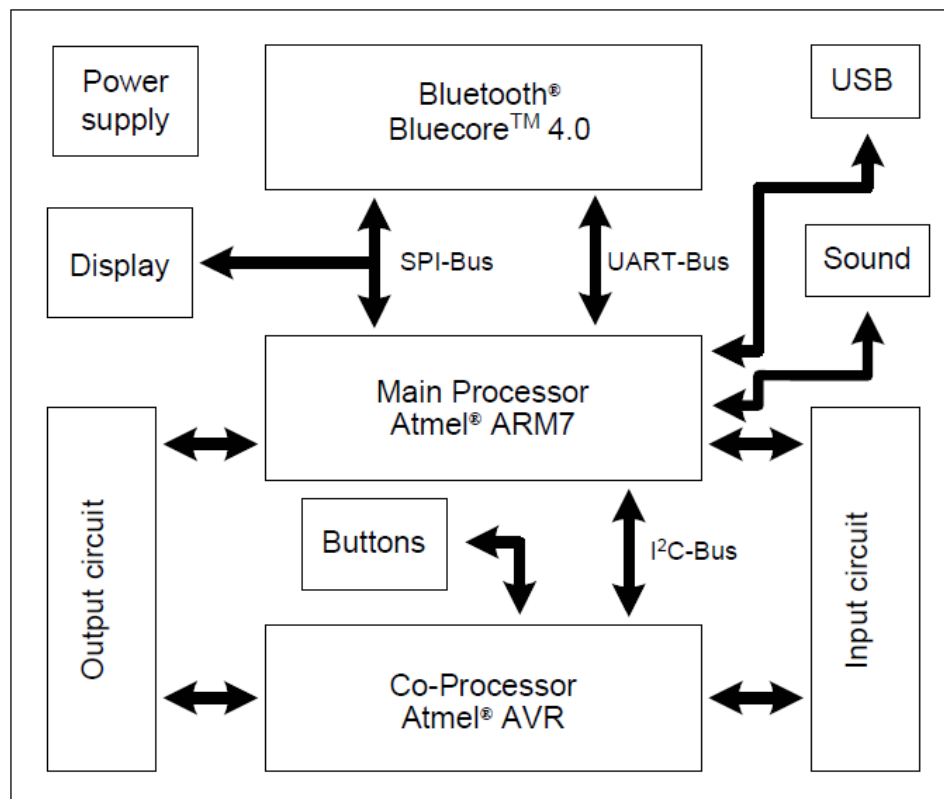 Power
supply
Bluetooth®
Bluecore™ 4.0
USB
Display
SPI-Bus
UART-Bus
Sound
Main Processor
Atmel® ARM7
Output circuit
Buttons
I²C-Bus
Input circuit
Co-Processor
Atmel® AVR